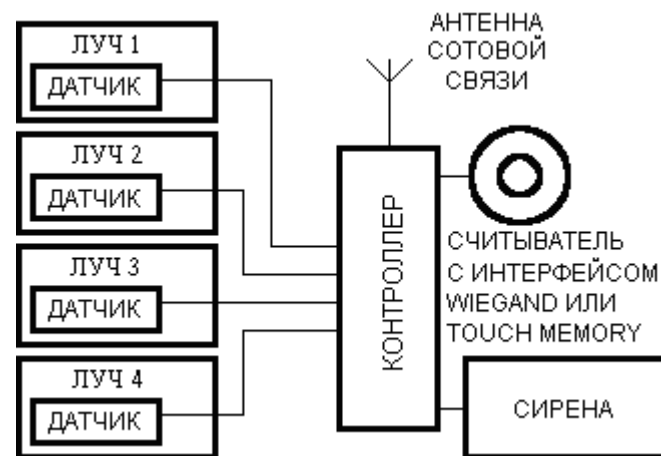 ЛУЧ 1
ДАТЧИК
ЛУЧ 2
ДАТЧИК
ЛУЧ 3
ДАТЧИК
ЛУЧ 4
ДАТЧИК
КОНТРОЛЛЕР
АНТЕННА
СОТОВОЙ
СВЯЗИ
СЧИТЫВАТЕЛЬ
С ИНТЕРФЕЙСОМ
WIEGAND ИЛИ
TOUCH MEMORY
СИРЕНА